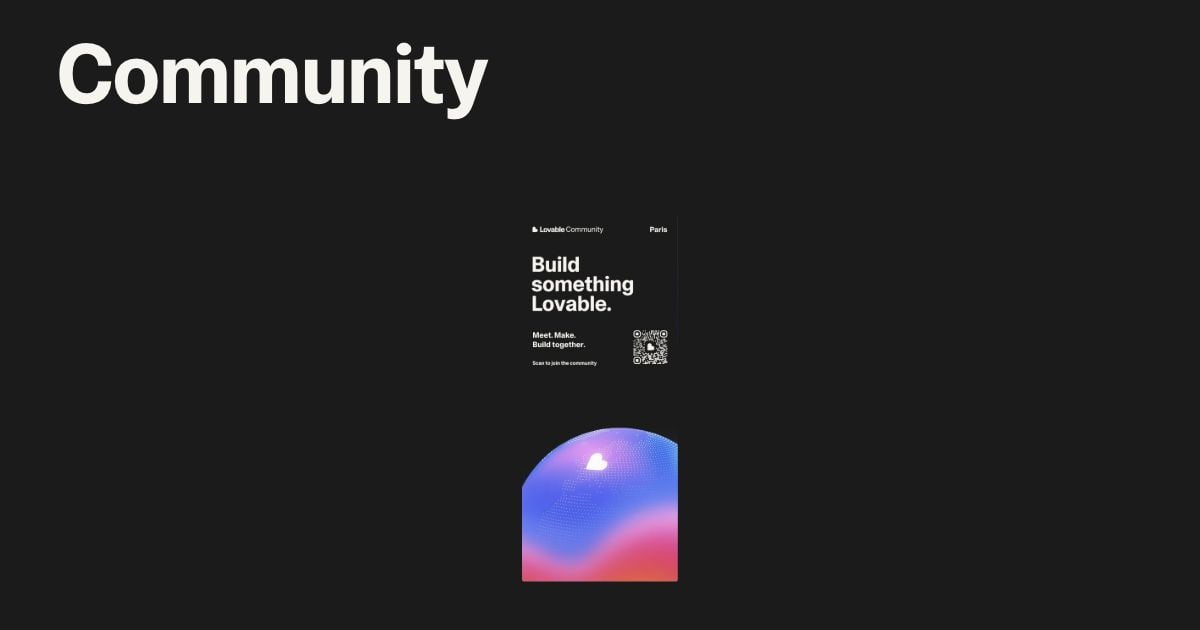 Community
Lovable Community
Paris
Build
something
Lovable.
Meet. Make.
Build together.
Scan to join the community